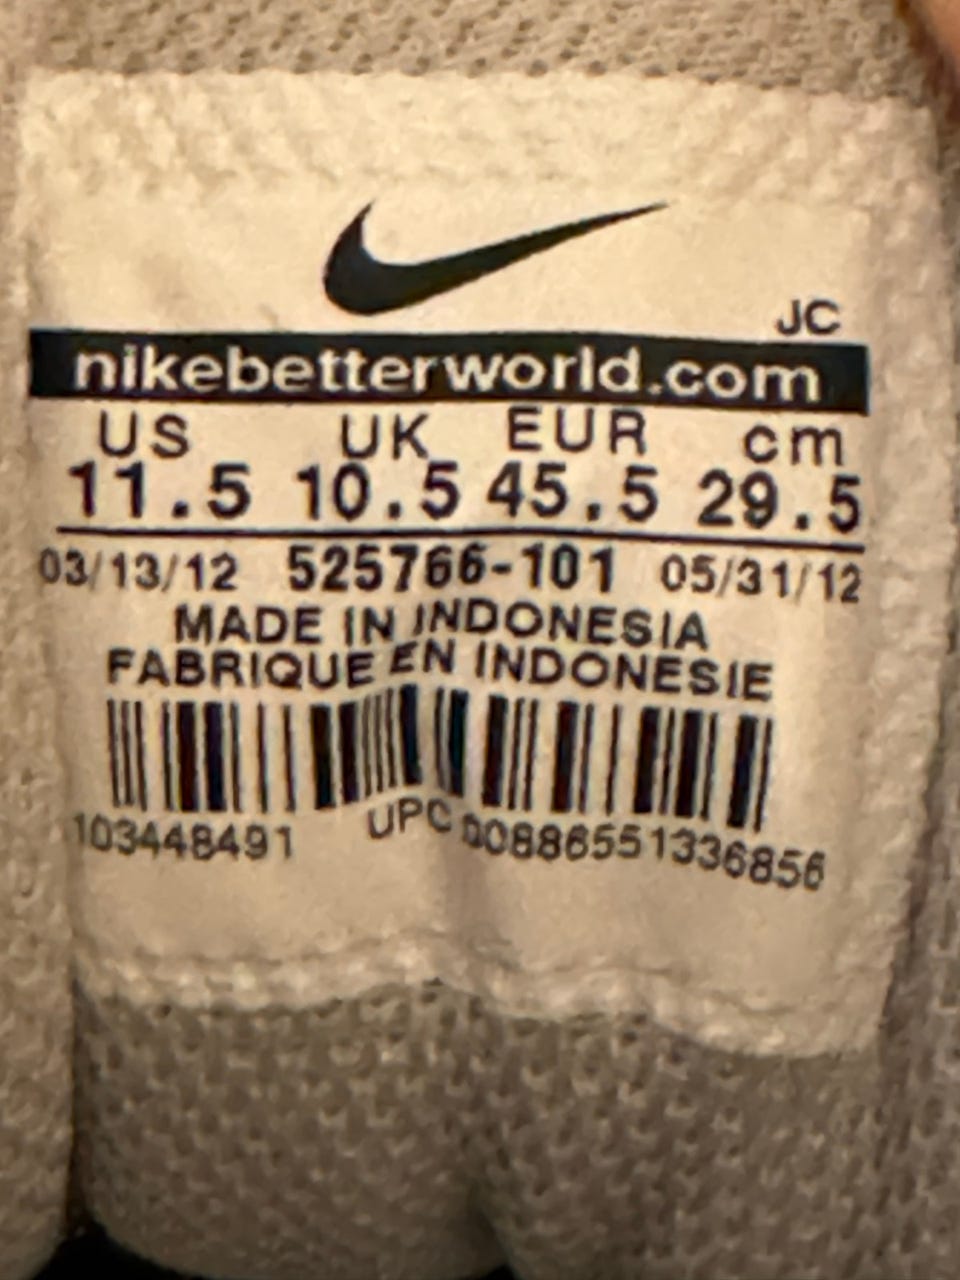 JC
nikebetterworld.com
US UK EUR cm
11.5 10.5 45.5 29.5
03/13/12 525766-101 05/31/12
MADE IN INDONESIA
FABRIQUE EN INDONESIE
103448491 UPC 00886551336856